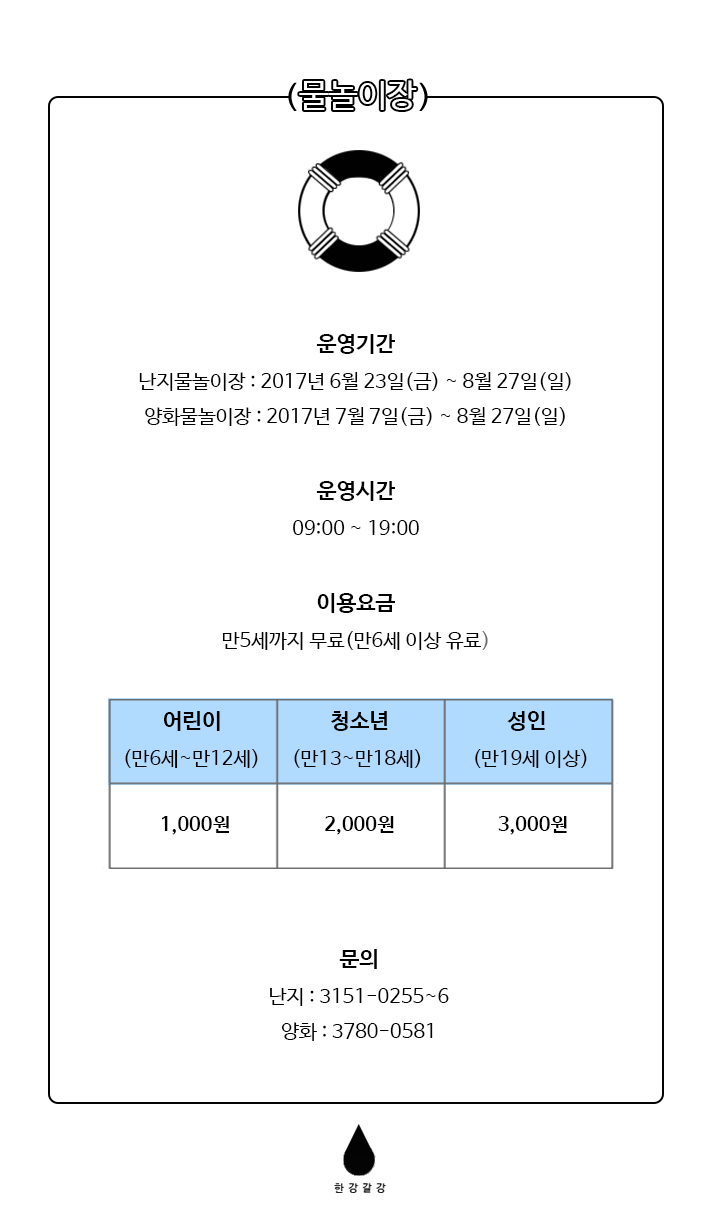 (물놀이장)
운영기간
난지물놀이장 : 2017년 6월 23일(금) ~ 8월 27일(일)
양화물놀이장 : 2017년 7월 7일(금) ~ 8월 27일(일)
운영시간
09:00 ~ 19:00
이용요금
만5세까지 무료(만6세 이상 유료)
어린이 청소년 성인
(만6세~만12세) (만13~만18세) (만19세 이상)
1,000원 2,000원 3,000원
문의
난지 : 3151-0255~6
양화 : 3780-0581
한강갈강